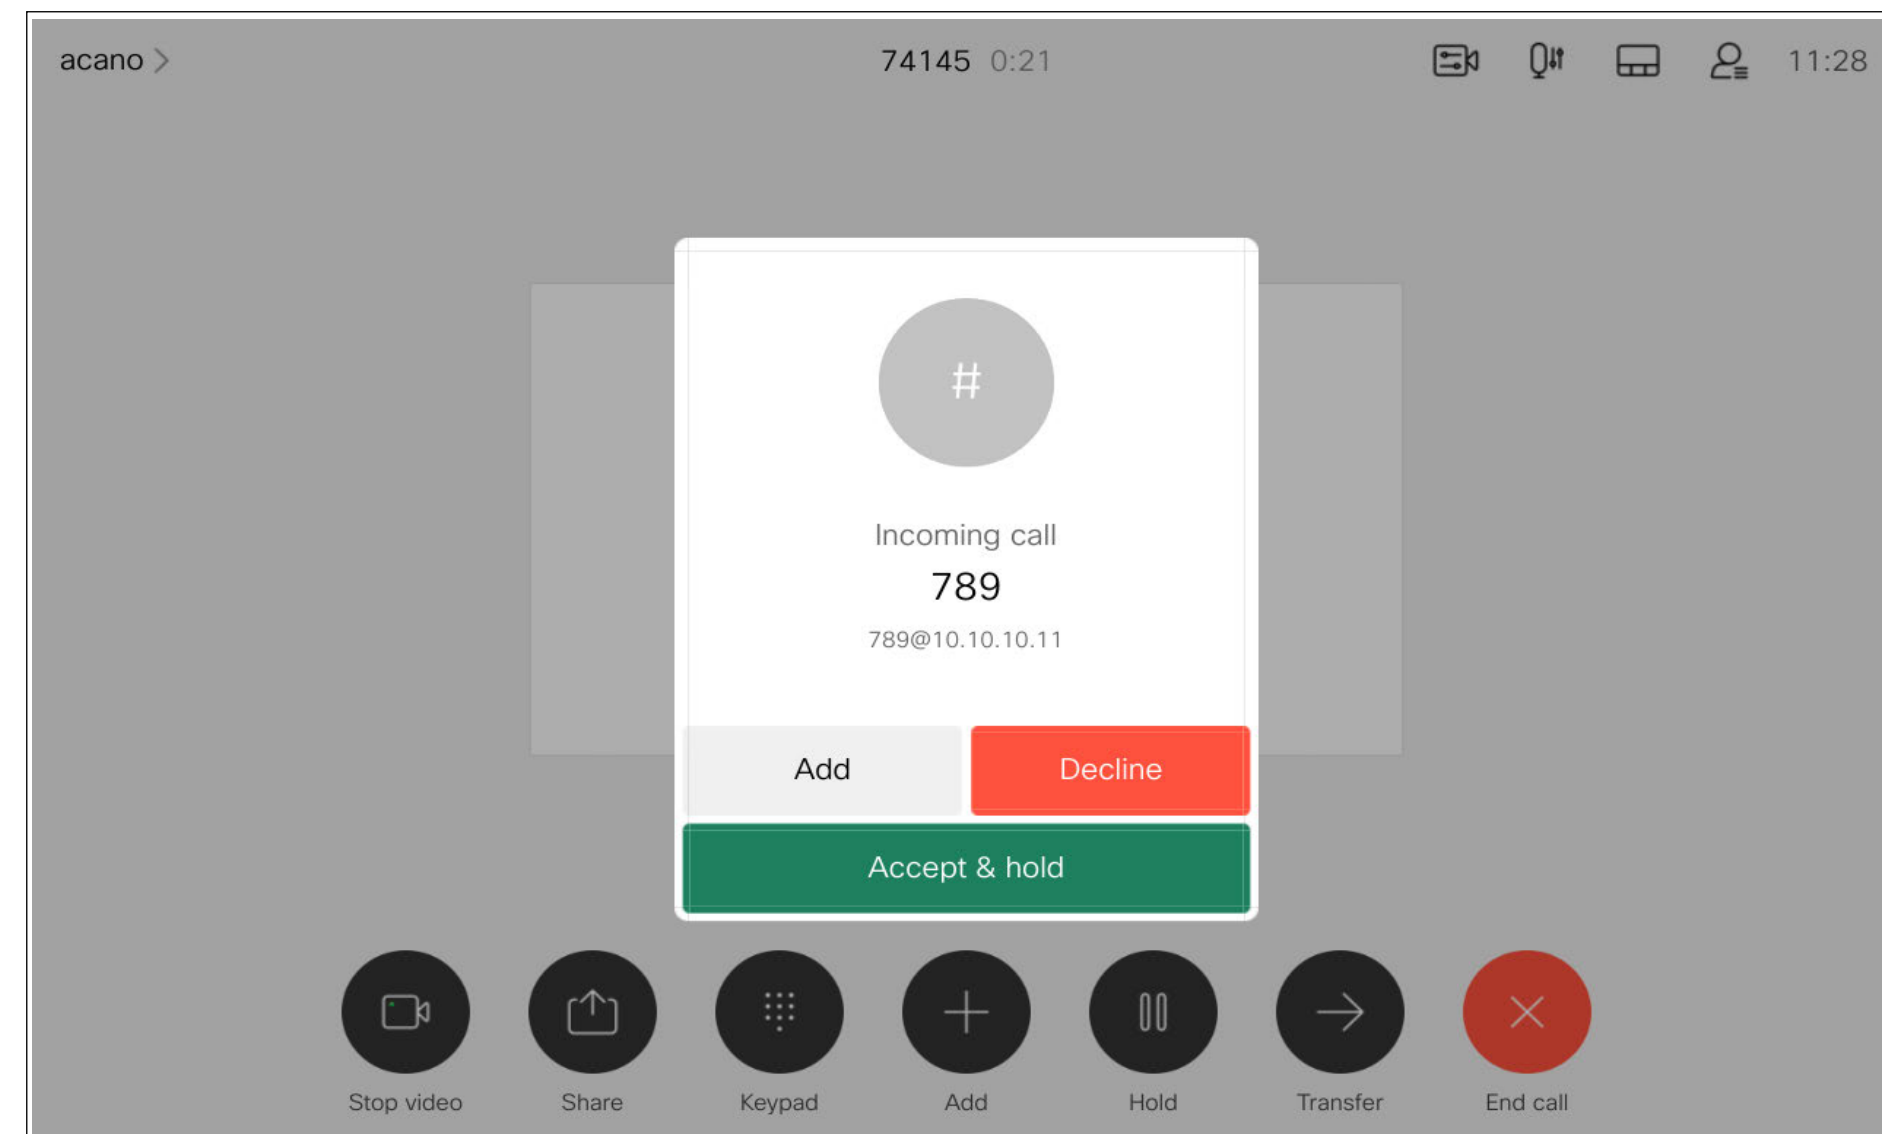 acano
74145 0:21
11:28
#
Incoming call
789
789@10.10.10.11
Add
Decline
Accept & hold
Stop video
Share
Keypad
Add
Hold
Transfer
End call